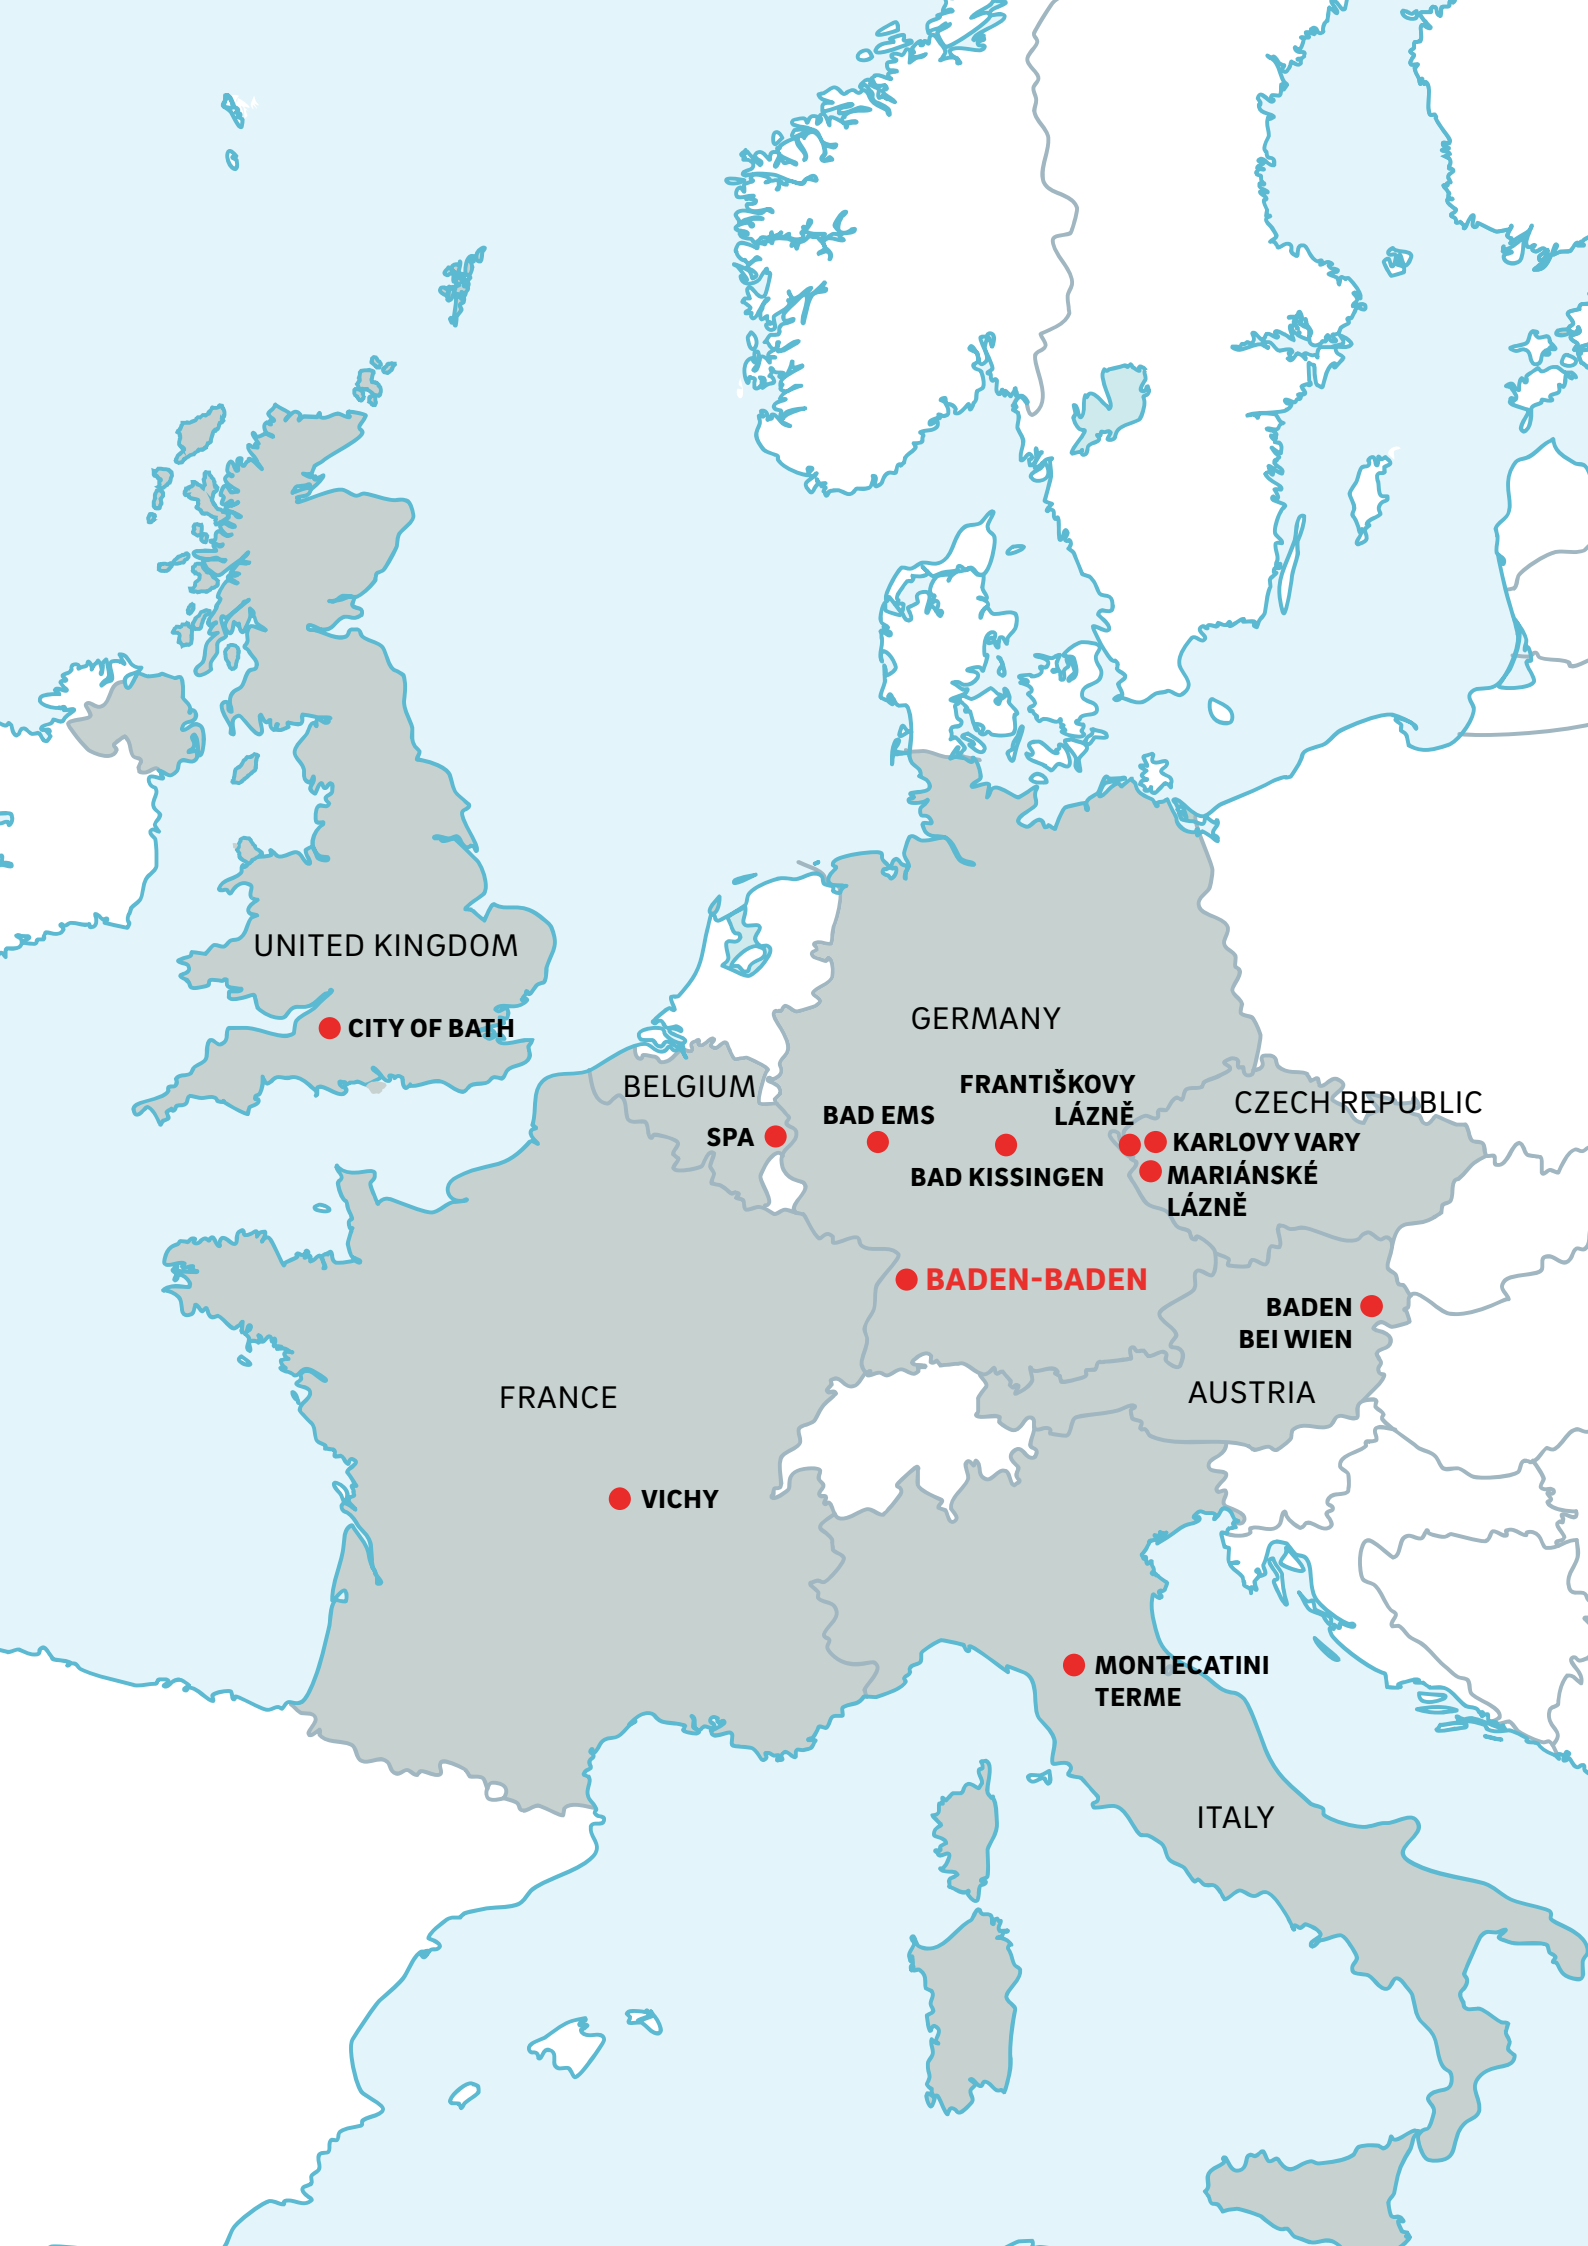 UNITED KINGDOM
GERMANY
CITY OF BATH
BELGIUM
FRANTIŠKOVY
LÁZNĚ
CZECH REPUBLIC
BAD EMS
SPA
KARLOVY VARY
BAD KISSINGEN
MARIÁNSKÉ
LÁZNĚ
BADEN-BADEN
BADEN
BEI WIEN
FRANCE
AUSTRIA
VICHY
MONTECATINI
TERME
ITALY